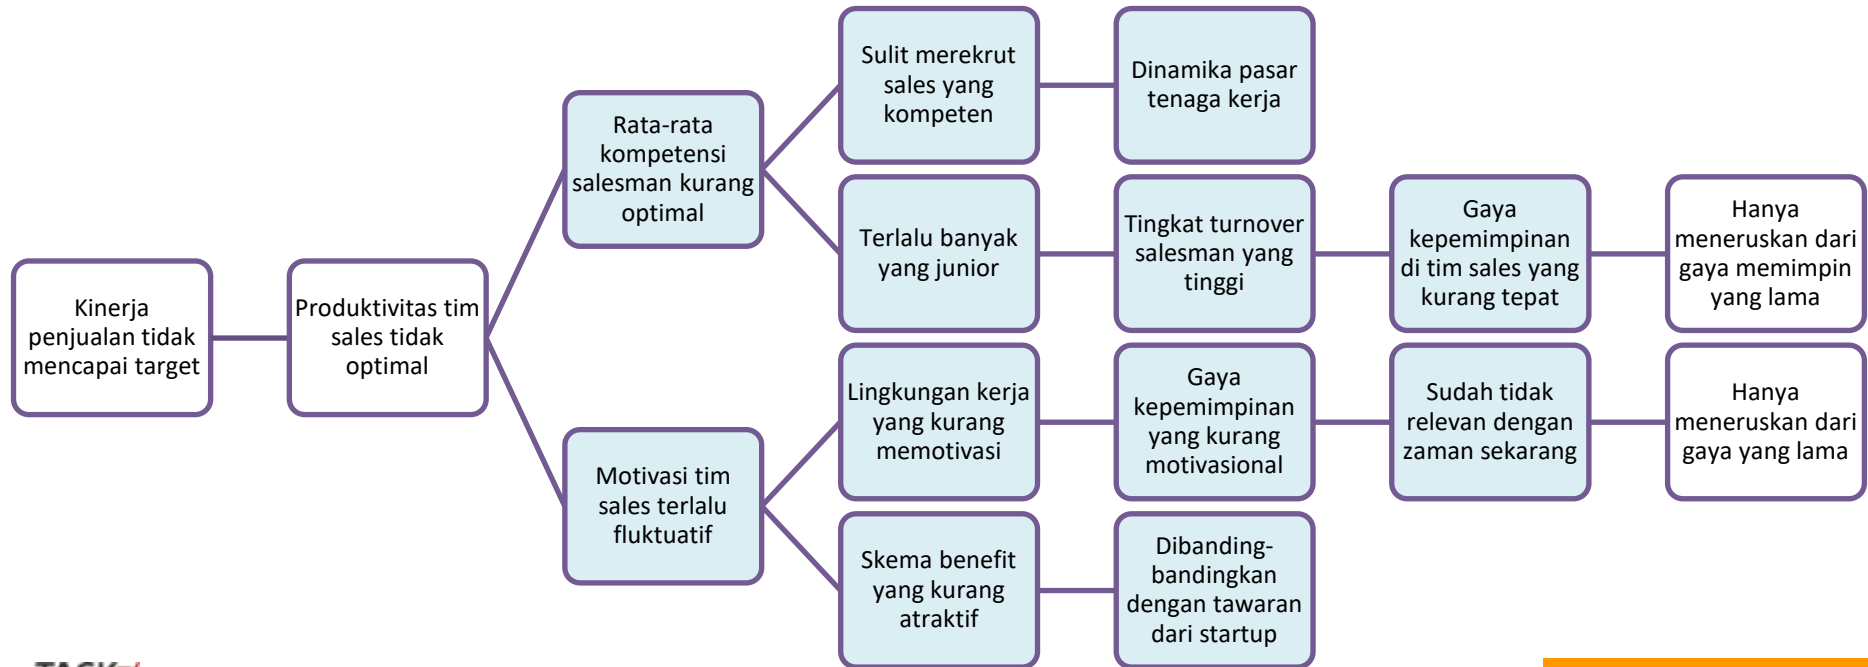 Kinerja
penjualan tidak
mencapai target
Produktivitas tim
sales tidak
optimal
Rata-rata
kompetensi
salesman kurang
optimal
Sulit merekrut
sales yang
kompeten
Dinamika pasar
tenaga kerja
Terlalu banyak
yang junior
Tingkat turnover
salesman yang
tinggi
Gaya
kepemimpinan
di tim sales yang
kurang tepat
Hanya
meneruskan dari
gaya memimpin
yang lama
Motivasi tim
sales terlalu
fluktuatif
Lingkungan kerja
yang kurang
memotivasi
Gaya
kepemimpinan
yang kurang
motivasional
Sudah tidak
relevan dengan
zaman sekarang
Hanya
meneruskan dari
gaya yang lama
Skema benefit
yang kurang
atraktif
Dibanding-
bandingkan
dengan tawaran
dari startup